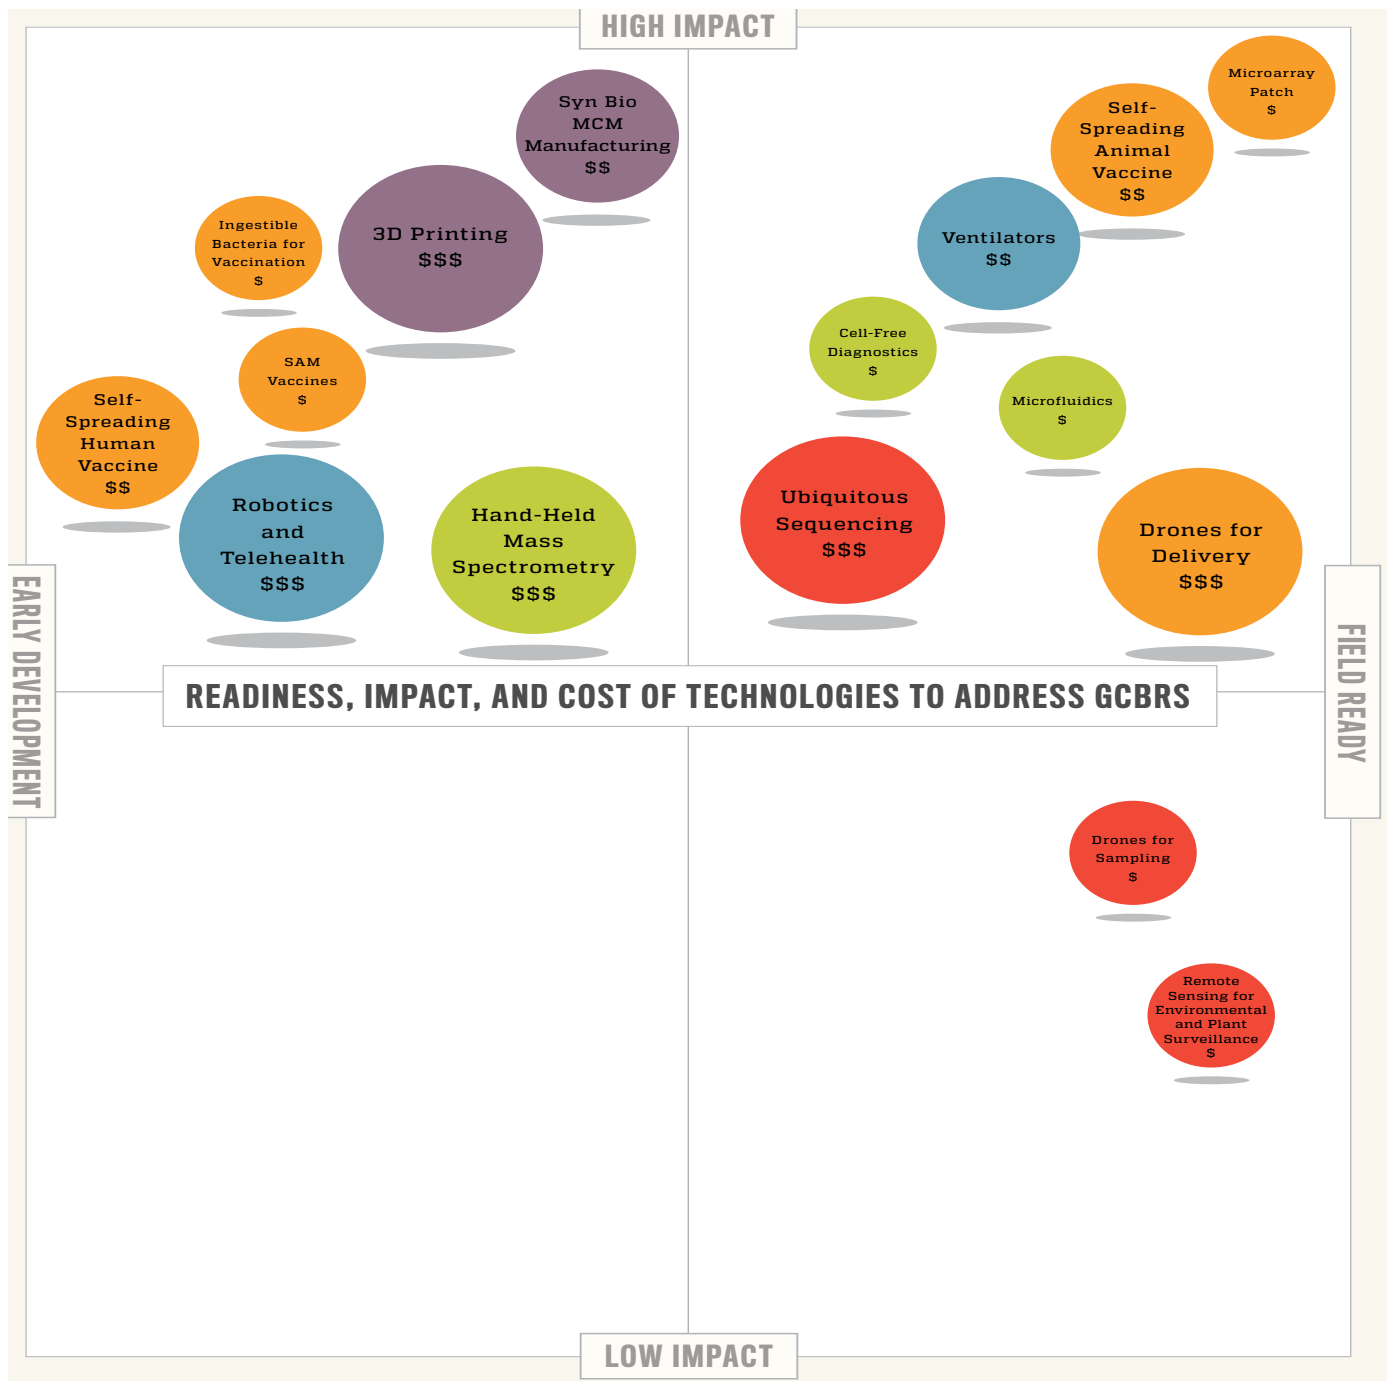 HIGH IMPACT
Syn Bio
MCM
Manufacturing
$$
3D Printing
$$$
Ingestible
Bacteria for
Vaccination
$
SAM
Vaccines
$
Self-
Spreading
Human
Vaccine
$$
Robotics
and
Telehealth
$$$
Hand-Held
Mass
Spectrometry
$$$
Microarray
Patch
$
Self-
Spreading
Animal
Vaccine
$$
Ventilators
$$
Cell-Free
Diagnostics
$
Microfluidics
$
Ubiquitous
Sequencing
$$$
Drones for
Delivery
$$$
EARLY DEVELOPMENT
READINESS, IMPACT, AND COST OF TECHNOLOGIES TO ADDRESS GCBRS
FIELD READY
Drones for
Sampling
$
Remote
Sensing for
Environmental
and Plant
Surveillance
$
LOW IMPACT